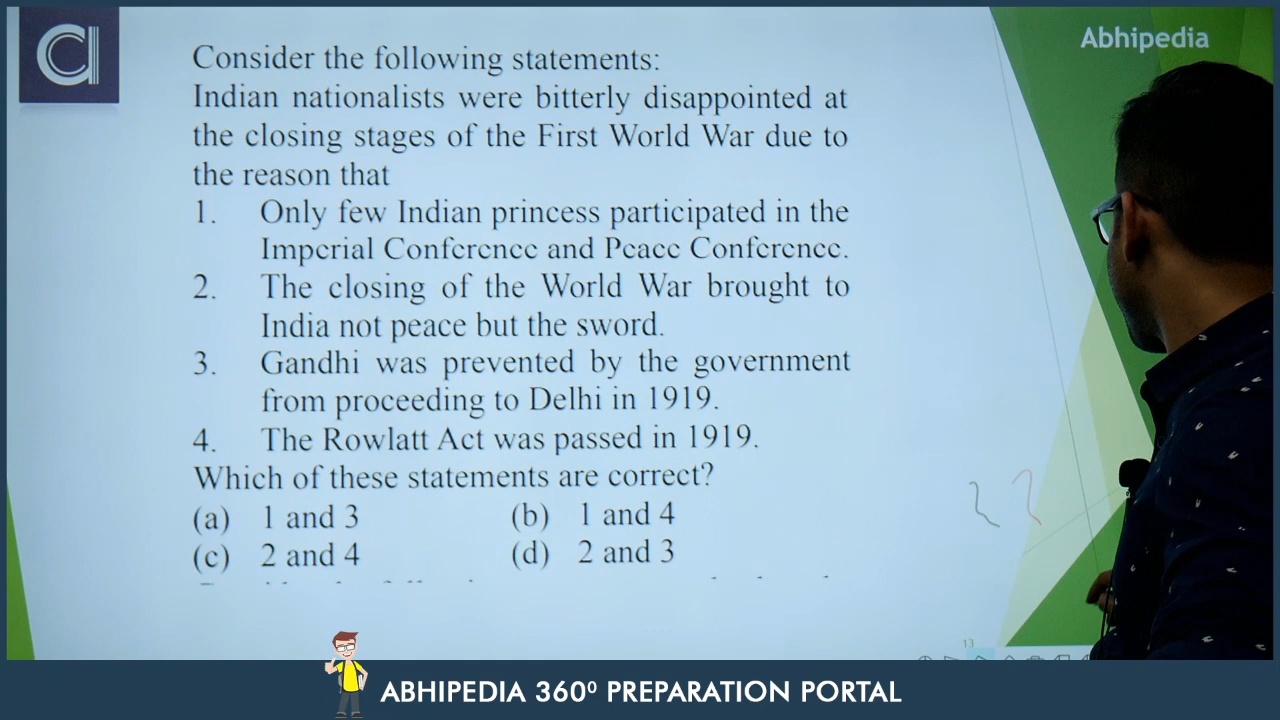 Abhipedia
Consider the following statements:
Indian nationalists were bitterly disappointed at
the closing stages of the First World War due to
the reason that
1. Only few Indian princess participated in the
Imperial Conference and Peace Conference.
2. The closing of the World War brought to
India not peace but the sword.
3. Gandhi was prevented by the government
from proceeding to Delhi in 1919.
4. The Rowlatt Act was passed in 1919.
Which of these statements are correct?
(a) 1 and 3 (b) 1 and 4
(c) 2 and 4 (d) 2 and 3
13
ABHIPEDIA 360⁰ PREPARATION PORTAL